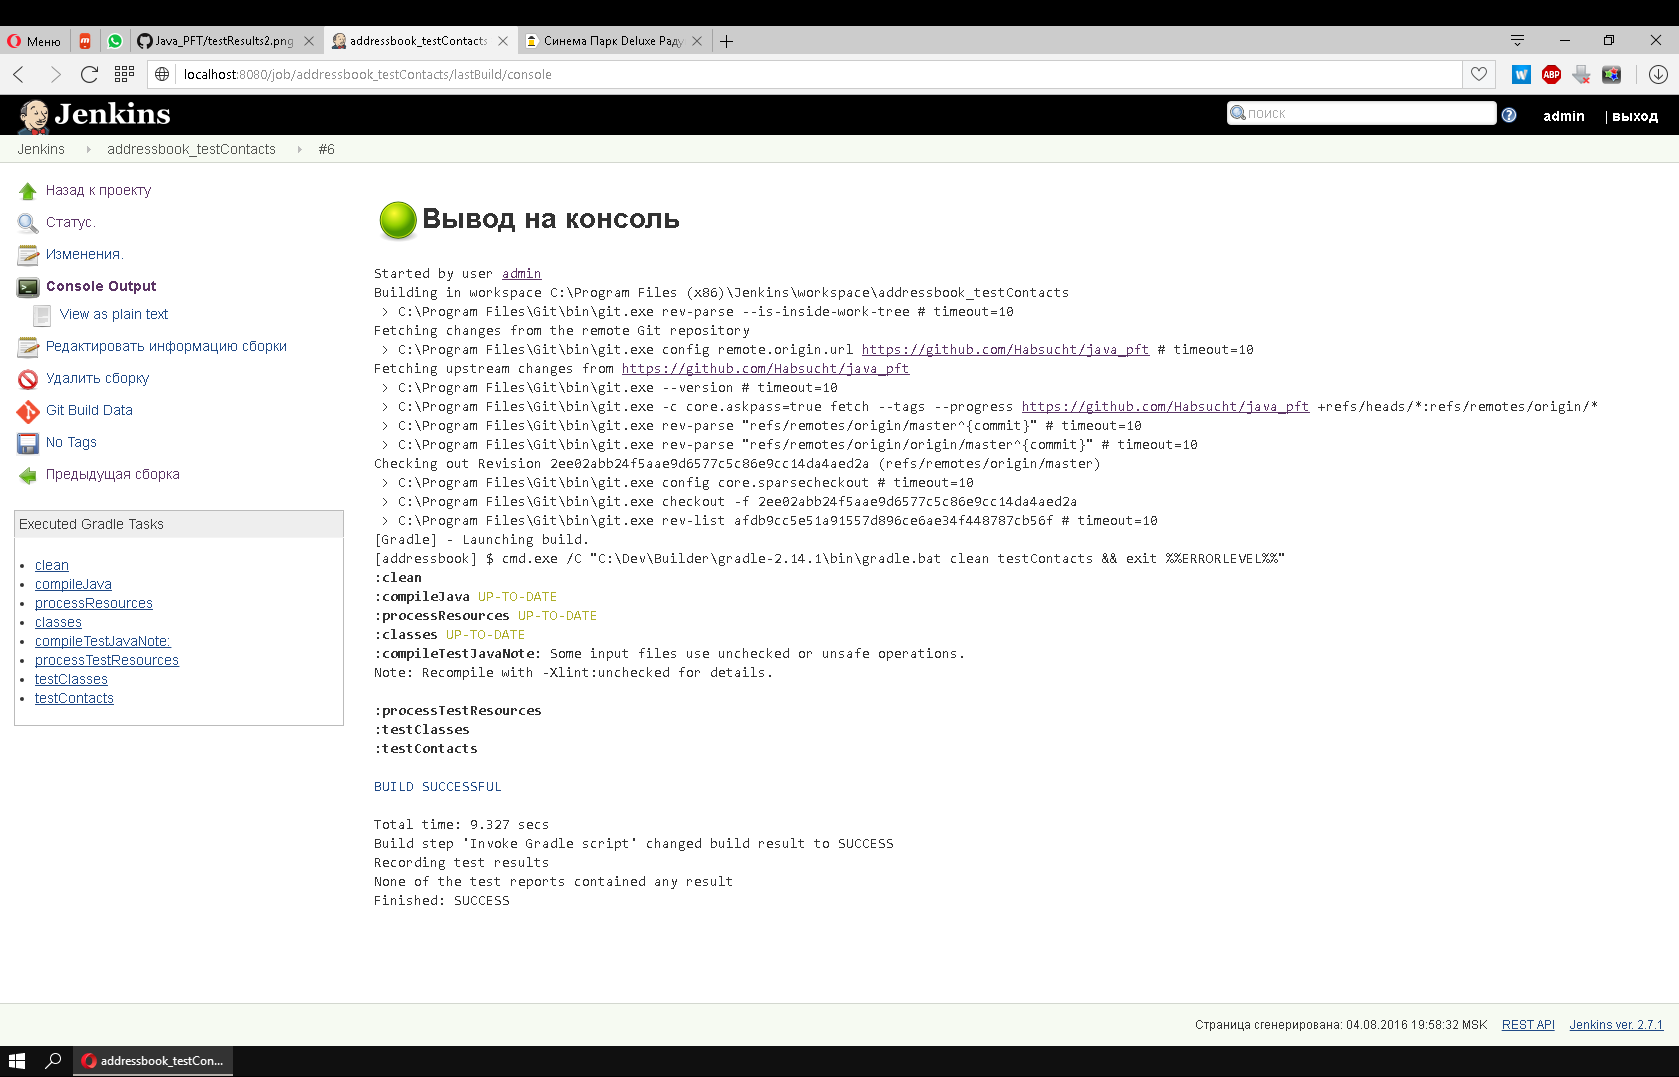 Меню
Java_PFT/testResults2.png
addressbook_testContacts
Синема Парк Deluxe Раду
localhost:8080/job/addressbook_testContacts/lastBuild/console
W
ABP
Jenkins
поиск
?
admin
| выход
Jenkins
addressbook_testContacts
#6
Назад к проекту
Статус.
Изменения.
Console Output
View as plain text
Редактировать информацию сборки
Удалить сборку
Git Build Data
No Tags
Предыдущая сборка
Executed Gradle Tasks
clean
compileJava
processResources
classes
compileTestJavaNote:
processTestResources
testClasses
testContacts
Вывод на консоль
Started by user admin
Building in workspace C:\Program Files (x86)\Jenkins\workspace\addressbook_testContacts
 > C:\Program Files\Git\bin\git.exe rev-parse --is-inside-work-tree # timeout=10
Fetching changes from the remote Git repository
 > C:\Program Files\Git\bin\git.exe config remote.origin.url https://github.com/Habsucht/java_pft # timeout=10
Fetching upstream changes from https://github.com/Habsucht/java_pft
 > C:\Program Files\Git\bin\git.exe --version # timeout=10
 > C:\Program Files\Git\bin\git.exe -c core.askpass=true fetch --tags --progress https://github.com/Habsucht/java_pft +refs/heads/*:refs/remotes/origin/*
 > C:\Program Files\Git\bin\git.exe rev-parse "refs/remotes/origin/master^{commit}" # timeout=10
 > C:\Program Files\Git\bin\git.exe rev-parse "refs/remotes/origin/origin/master^{commit}" # timeout=10
Checking out Revision 2ee02abb24f5aae9d6577c5c86e9cc14da4aed2a (refs/remotes/origin/master)
 > C:\Program Files\Git\bin\git.exe config core.sparsecheckout # timeout=10
 > C:\Program Files\Git\bin\git.exe checkout -f 2ee02abb24f5aae9d6577c5c86e9cc14da4aed2a
 > C:\Program Files\Git\bin\git.exe rev-list afdb9cc5e51a91557d896ce6ae34f448787cb56f # timeout=10
[Gradle] - Launching build.
[addressbook] $ cmd.exe /C "C:\Dev\Builder\gradle-2.14.1\bin\gradle.bat clean testContacts && exit %%ERRORLEVEL%%"
:clean
:compileJava UP-TO-DATE
:processResources UP-TO-DATE
:classes UP-TO-DATE
:compileTestJavaNote: Some input files use unchecked or unsafe operations.
Note: Recompile with -Xlint:unchecked for details.
:processTestResources
:testClasses
:testContacts
BUILD SUCCESSFUL
Total time: 9.327 secs
Build step 'Invoke Gradle script' changed build result to SUCCESS
Recording test results
None of the test reports contained any result
Finished: SUCCESS
Страница сгенерирована: 04.08.2016 19:58:32 MSK
REST API
Jenkins ver. 2.7.1
addressbook_testCon...